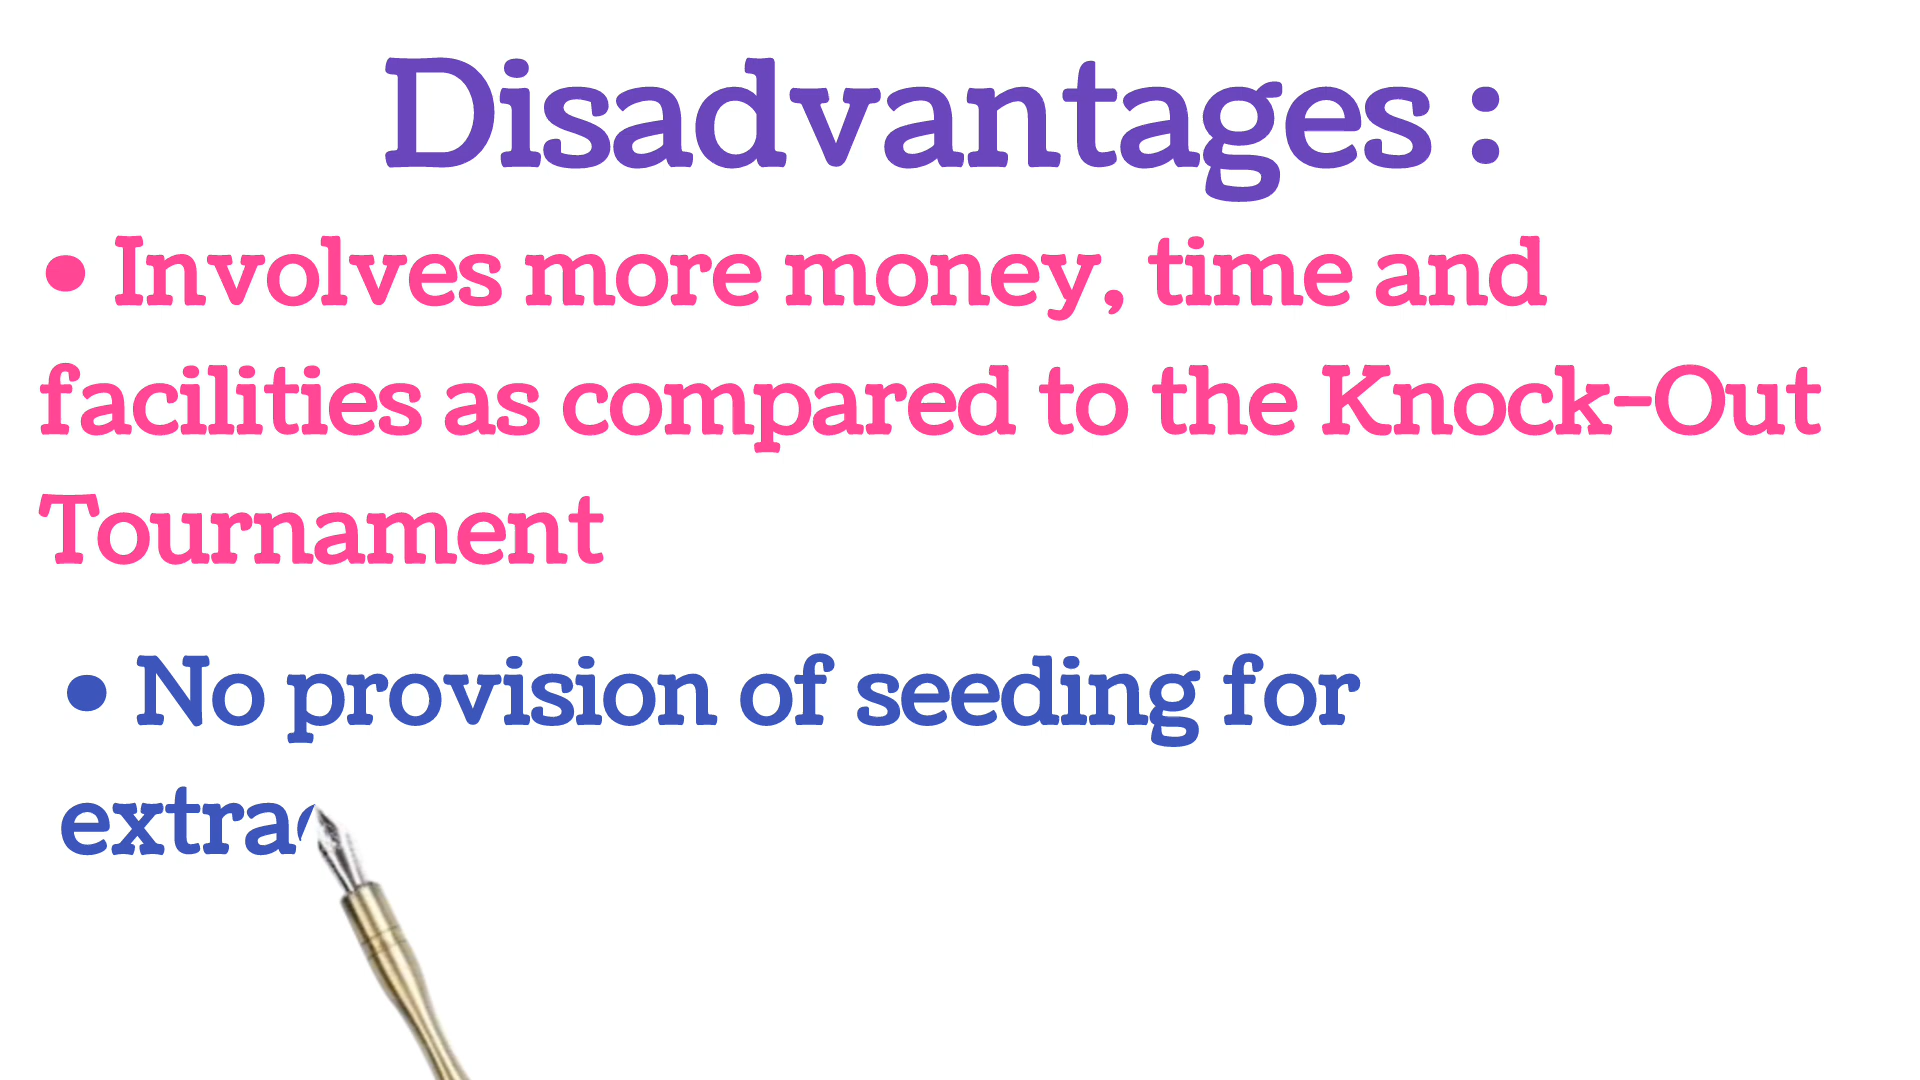 Disadvantages :
• Involves more money, time and
facilities as compared to the Knock-Out
Tournament
• No provision of seeding for